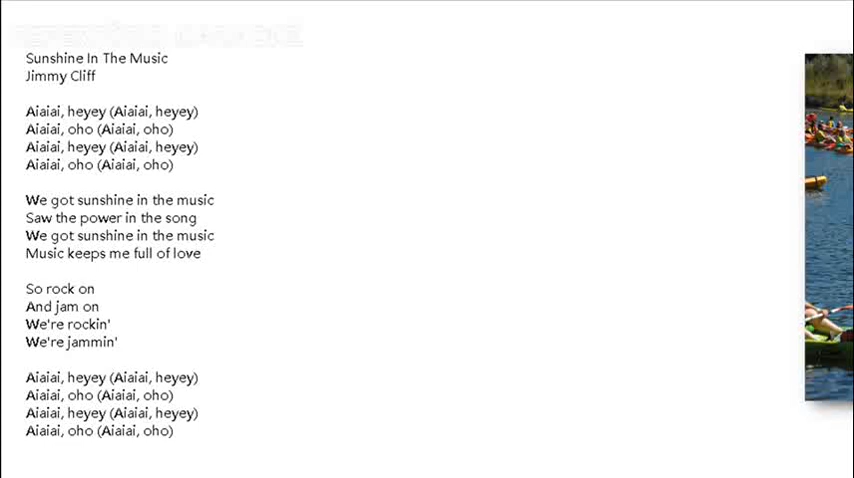 Sunshine In The Music
Jimmy Cliff
Aiaiai, heyey (Aiaiai, heyey)
Aiaiai, oho (Aiaiai, oho)
Aiaiai, heyey (Aiaiai, heyey)
Aiaiai, oho (Aiaiai, oho)
We got sunshine in the music
Saw the power in the song
We got sunshine in the music
Music keeps me full of love
So rock on
And jam on
We're rockin'
We're jammin'
Aiaiai, heyey (Aiaiai, heyey)
Aiaiai, oho (Aiaiai, oho)
Aiaiai, heyey (Aiaiai, heyey)
Aiaiai, oho (Aiaiai, oho)